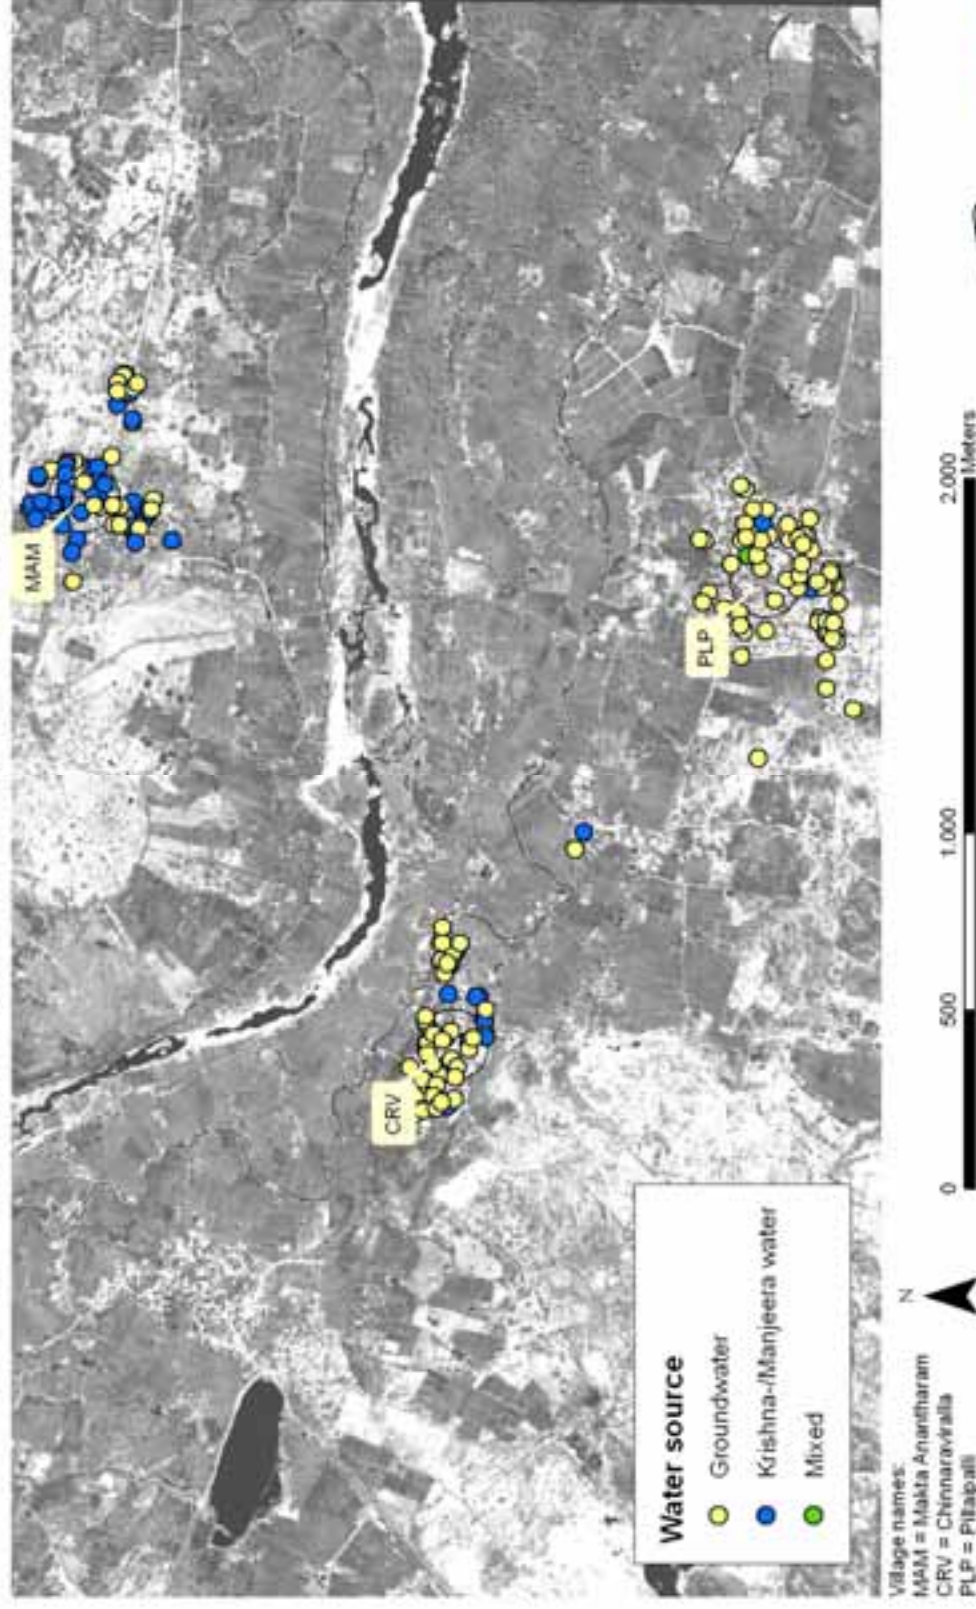 MAM
CRV
PLP
Water source
Groundwater
Krishna-/Manjeera water
Mixed
Village names:
MAM = Makta Anantharam
CRV = Chinnaraviralla
PLP = Pillaipalli
N
0
500
1.000
2.000
Meters